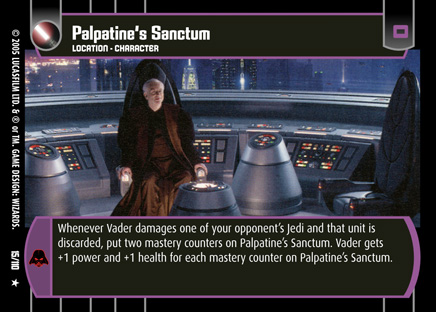 Palpatine's Sanctum
LOCATION - CHARACTER
Whenever Vader damages one of your opponent's Jedi and that unit is
discarded, put two mastery counters on Palpatine's Sanctum. Vader gets
+1 power and +1 health for each mastery counter on Palpatine's Sanctum.
© 2005 LUCASFILM LTD. & ® or TM. GAME DESIGN: WIZARDS.
15/110